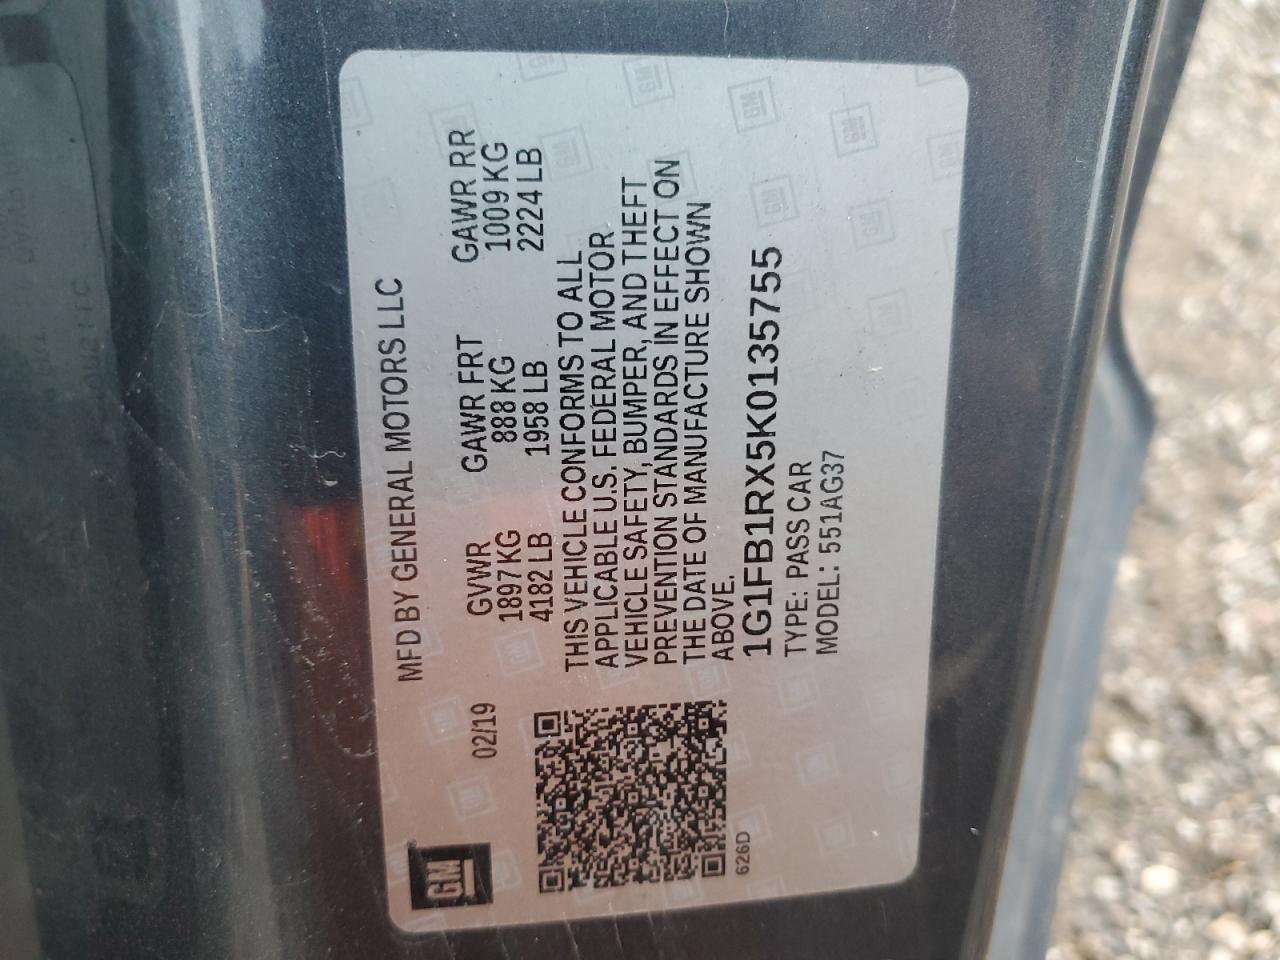 GM
MFD BY GENERAL MOTORS LLC
02/19
GVWR GAWR FRT GAWR RR
1897 KG 888 KG 1009 KG
4182 LB 1958 LB 2224 LB
THIS VEHICLE CONFORMS TO ALL
APPLICABLE U.S. FEDERAL MOTOR
VEHICLE SAFETY, BUMPER, AND THEFT
PREVENTION STANDARDS IN EFFECT ON
THE DATE OF MANUFACTURE SHOWN
ABOVE.
1G1FB1RX5K0135755
TYPE: PASS CAR
MODEL: 551AG37
626D